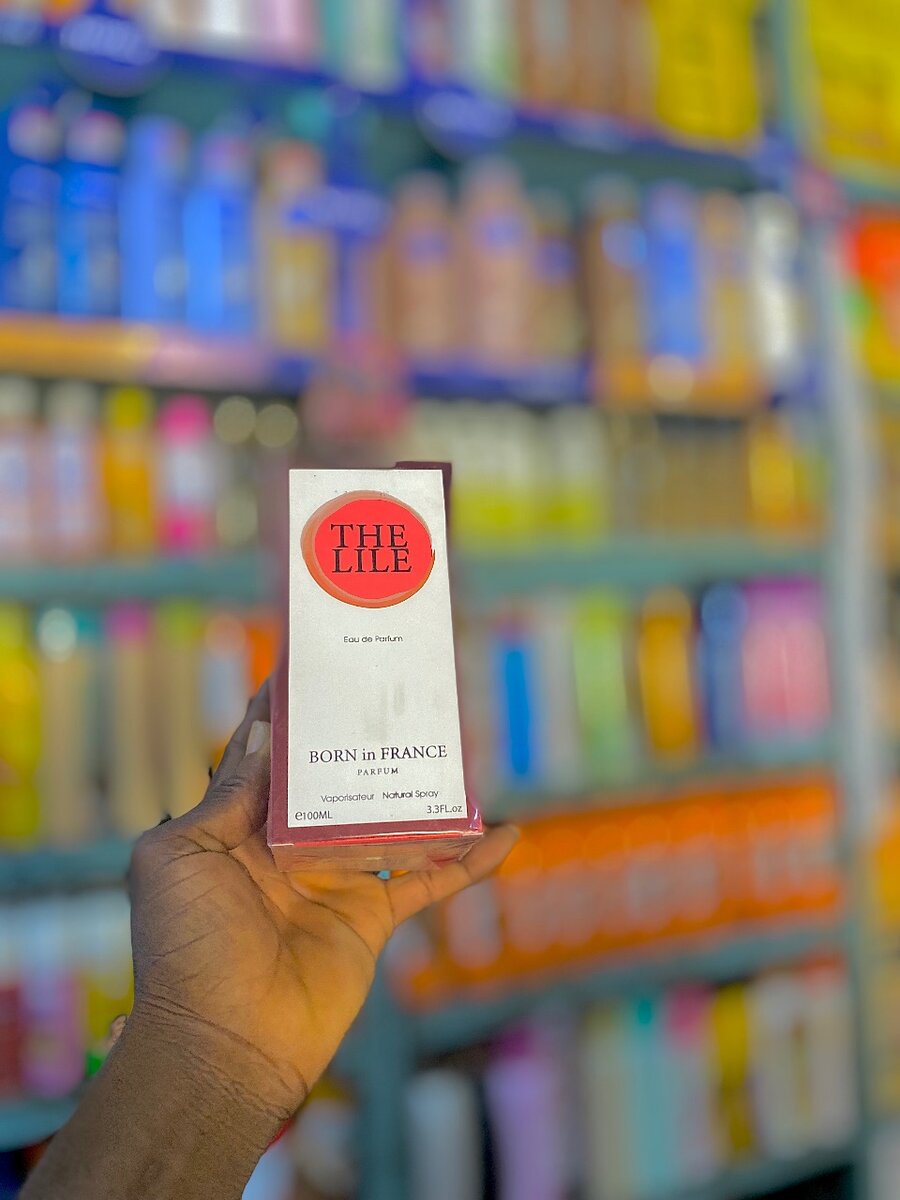 THE
LILE
Eau de Parfum
BORN in FRANCE
PARFUM
Vaporisateur Natural Spray
e100ML 3.3FL.oz